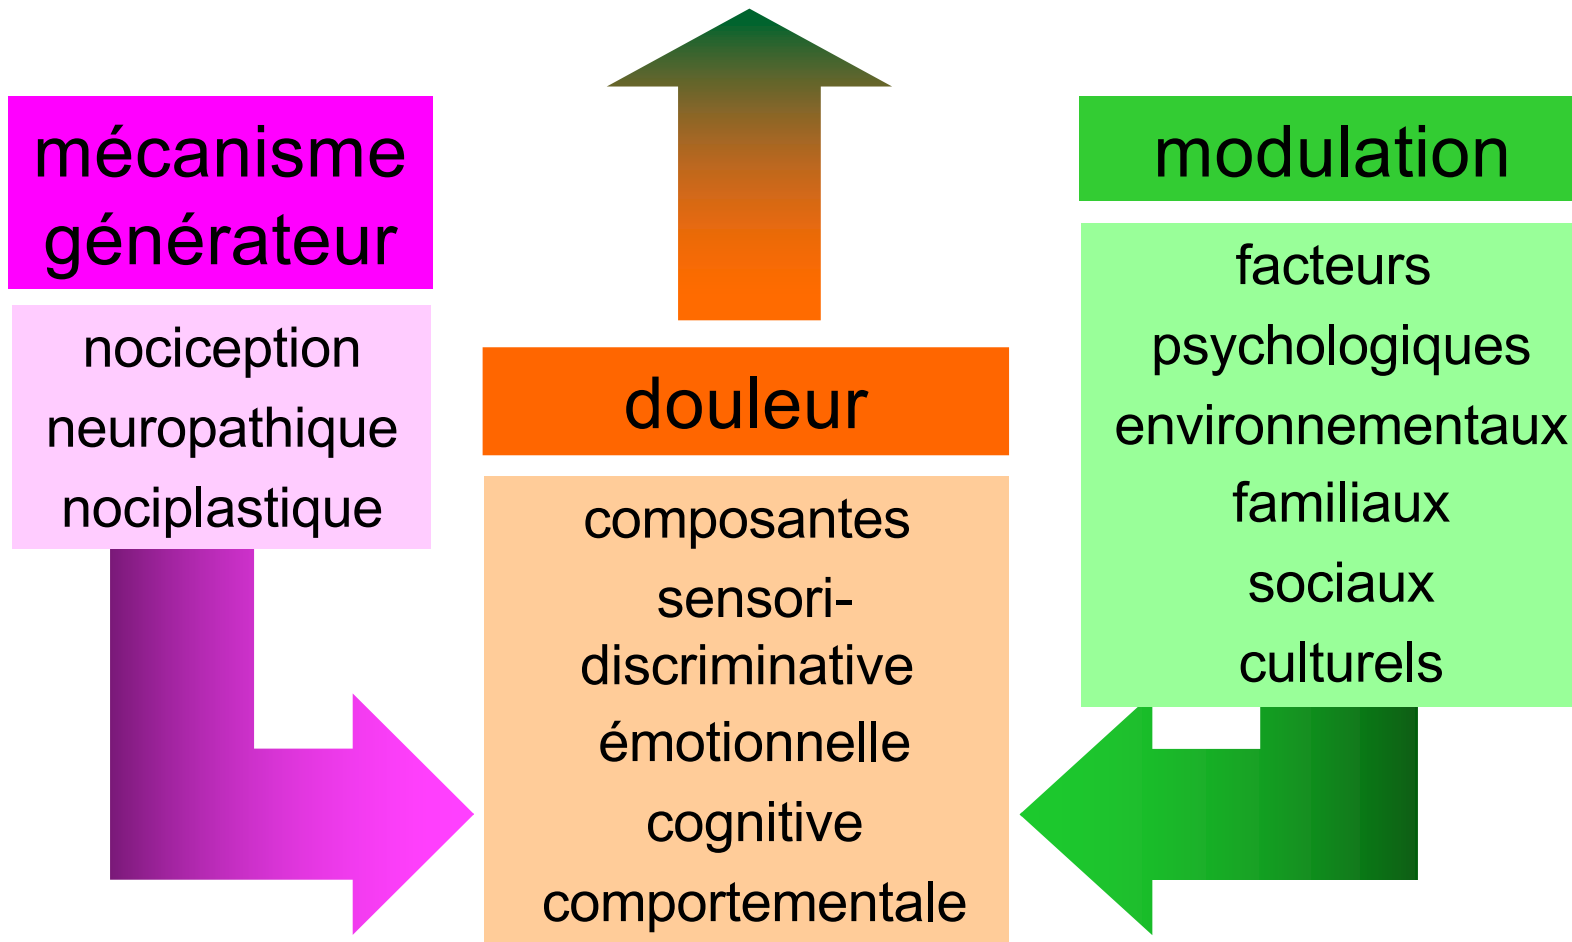 mécanisme
générateur
nociception
neuropathique
nociplastique
douleur
composantes
sensori-
discriminative
émotionnelle
cognitive
comportementale
modulation
facteurs
psychologiques
environnementaux
familiaux
sociaux
culturels